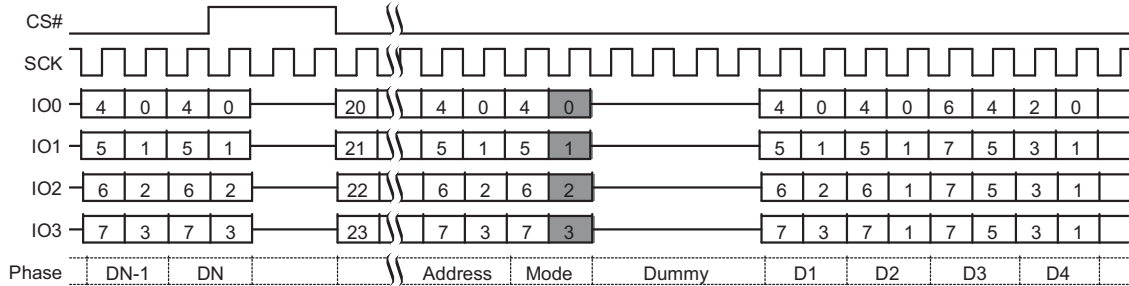 CS#
SCK
IO0 4 0 4 0 20 4 0 4 0 4 0 4 0 6 4 2 0
IO1 5 1 5 1 21 5 1 5 1 5 1 5 1 7 5 3 1
IO2 6 2 6 2 22 6 2 6 2 6 2 6 1 7 5 3 1
IO3 7 3 7 3 23 7 3 7 3 7 3 7 1 7 5 3 1
Phase DN-1 DN Address Mode Dummy D1 D2 D3 D4